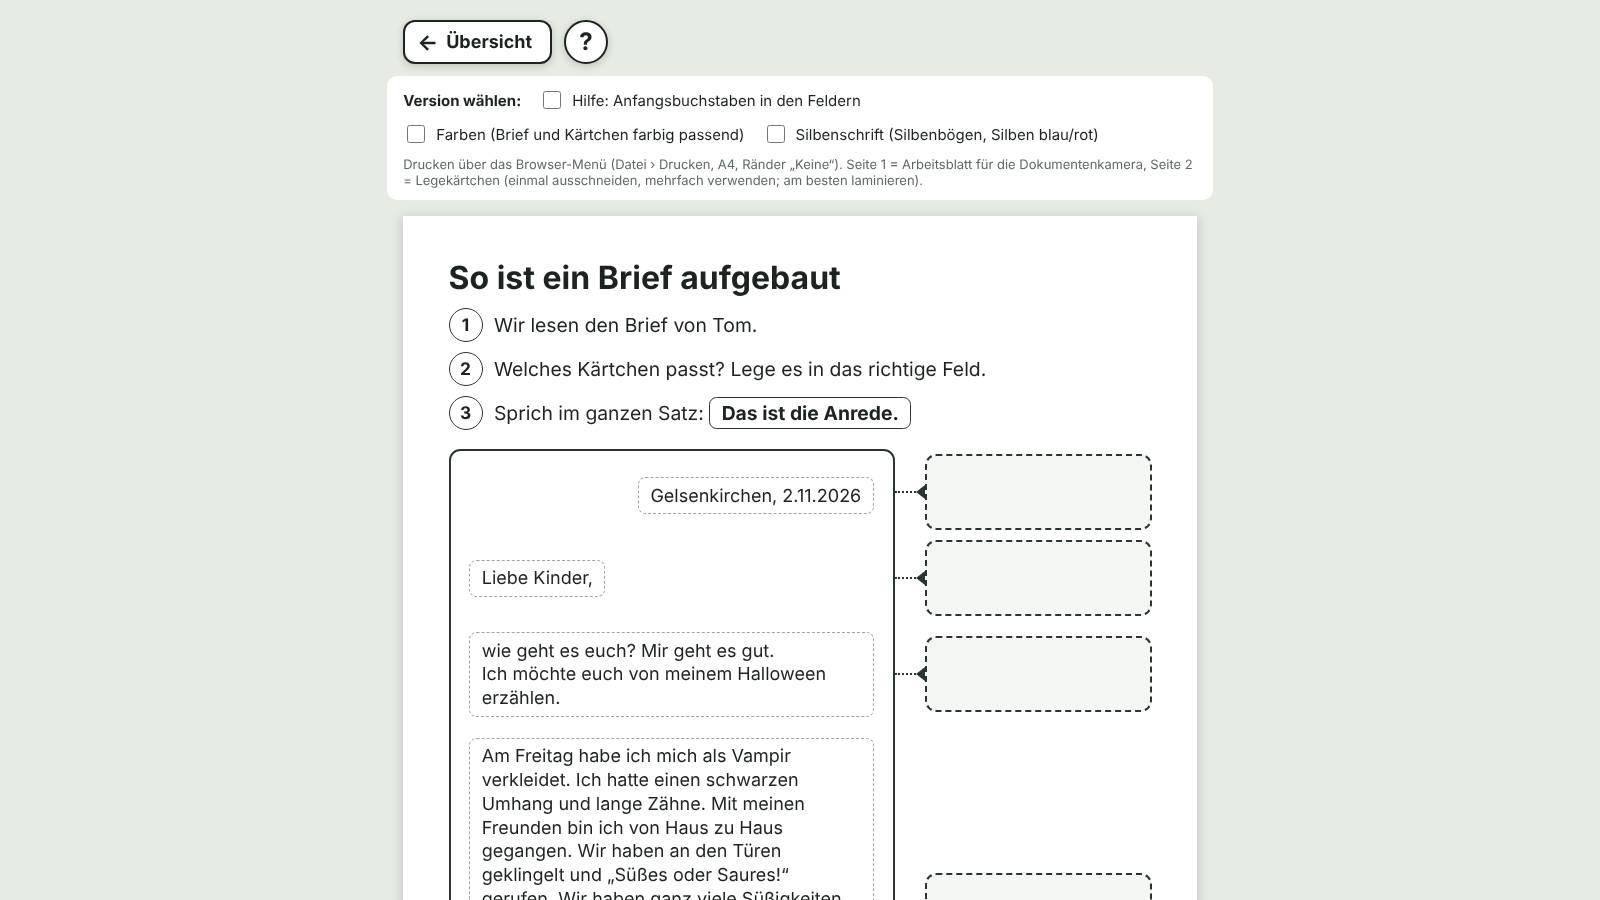 ← Übersicht
?
Version wählen:
Hilfe: Anfangsbuchstaben in den Feldern
Farben (Brief und Kärtchen farbig passend)
Silbenschrift (Silbenbögen, Silben blau/rot)
Drucken über das Browser-Menü (Datei › Drucken, A4, Ränder „Keine“). Seite 1 = Arbeitsblatt für die Dokumentenkamera, Seite 2
= Legekärtchen (einmal ausschneiden, mehrfach verwenden; am besten laminieren).
So ist ein Brief aufgebaut
1 Wir lesen den Brief von Tom.
2 Welches Kärtchen passt? Lege es in das richtige Feld.
3 Sprich im ganzen Satz: Das ist die Anrede.
Gelsenkirchen, 2.11.2026
Liebe Kinder,
wie geht es euch? Mir geht es gut.
Ich möchte euch von meinem Halloween
erzählen.
Am Freitag habe ich mich als Vampir
verkleidet. Ich hatte einen schwarzen
Umhang und lange Zähne. Mit meinen
Freunden bin ich von Haus zu Haus
gegangen. Wir haben an den Türen
geklingelt und „Süßes oder Saures!“
gerufen. Wir haben ganz viele Süßigkeiten